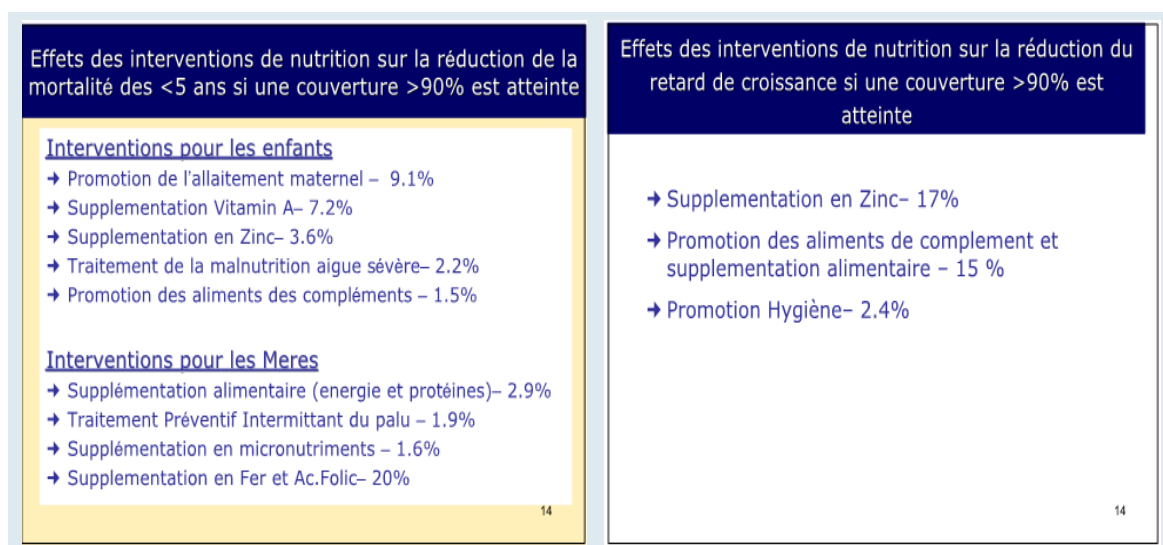 Effets des interventions de nutrition sur la réduction de la
mortalité des <5 ans si une couverture >90% est atteinte
Interventions pour les enfants
➔ Promotion de l'allaitement maternel – 9.1%
➔ Supplementation Vitamin A– 7.2%
➔ Supplementation en Zinc– 3.6%
➔ Traitement de la malnutrition aigue sévère– 2.2%
➔ Promotion des aliments des compléments – 1.5%
Interventions pour les Meres
➔ Supplémentation alimentaire (energie et protéines)– 2.9%
➔ Traitement Préventif Intermittant du palu – 1.9%
➔ Supplémentation en micronutriments – 1.6%
➔ Supplementation en Fer et Ac.Folic– 20%
14
Effets des interventions de nutrition sur la réduction du
retard de croissance si une couverture >90% est
atteinte
➔ Supplementation en Zinc– 17%
➔ Promotion des aliments de complement et
supplementation alimentaire – 15 %
➔ Promotion Hygiène– 2.4%
14